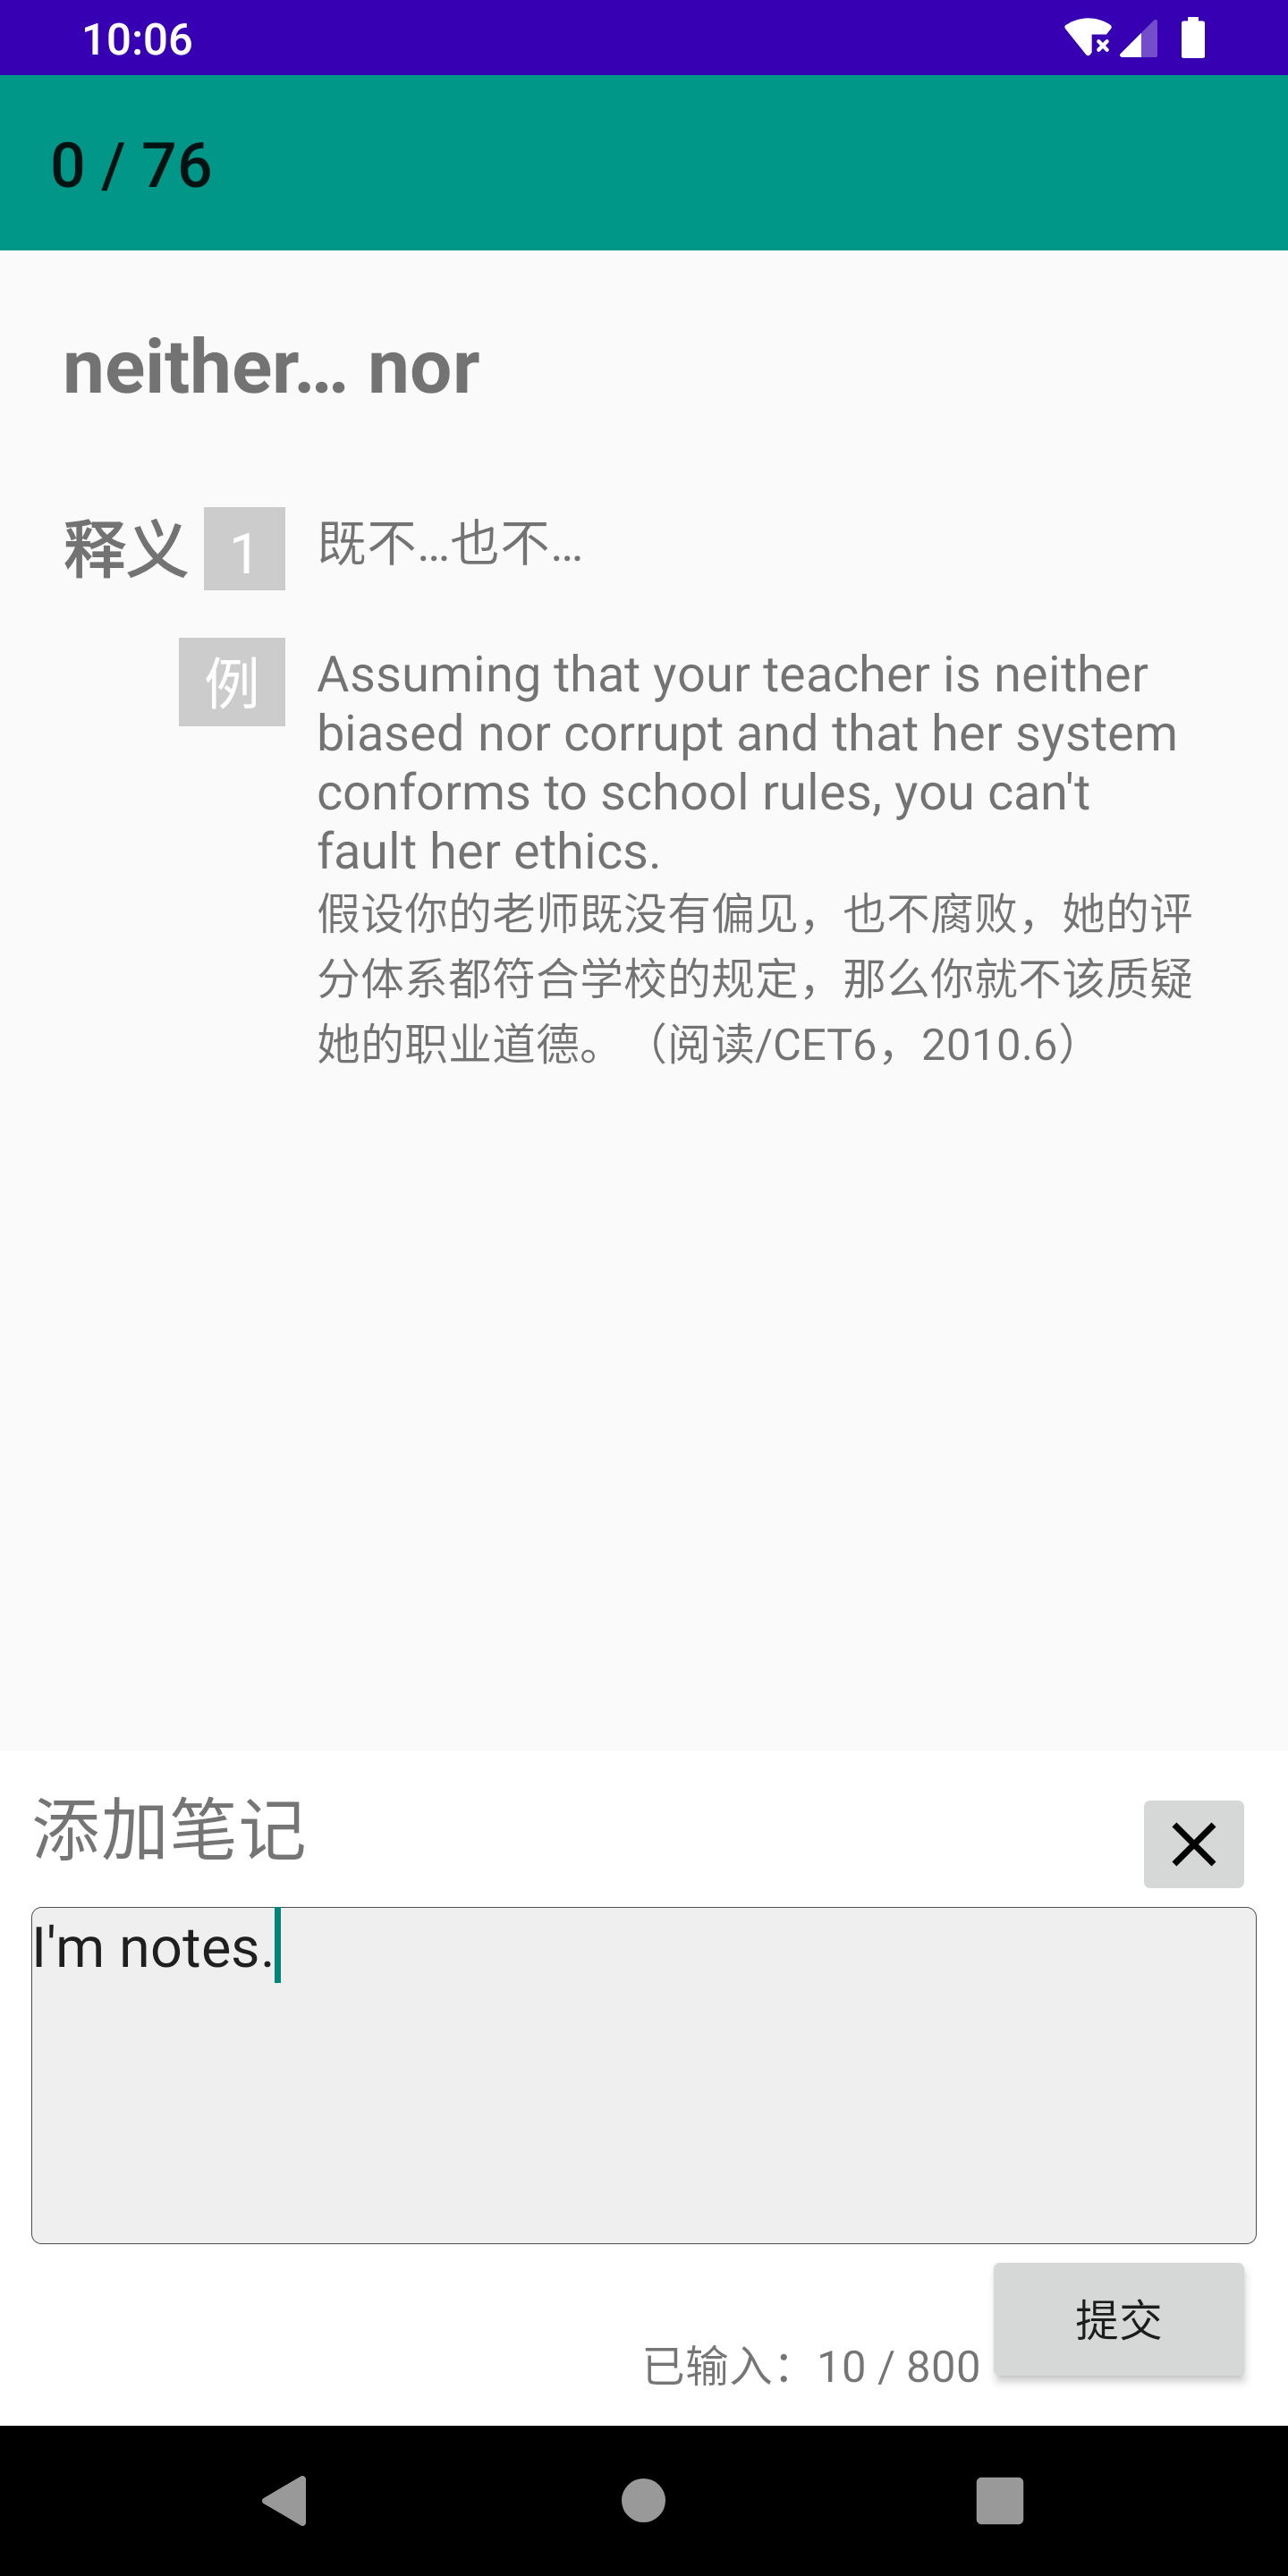 10:06
0 / 76
neither... nor
释义 1 既不...也不...
例 Assuming that your teacher is neither
biased nor corrupt and that her system
conforms to school rules, you can't
fault her ethics.
假设你的老师既没有偏见，也不腐败，她的评
分体系都符合学校的规定，那么你就不该质疑
她的职业道德。（阅读/CET6，2010.6）
添加笔记
I'm notes.
提交
已输入：10 / 800